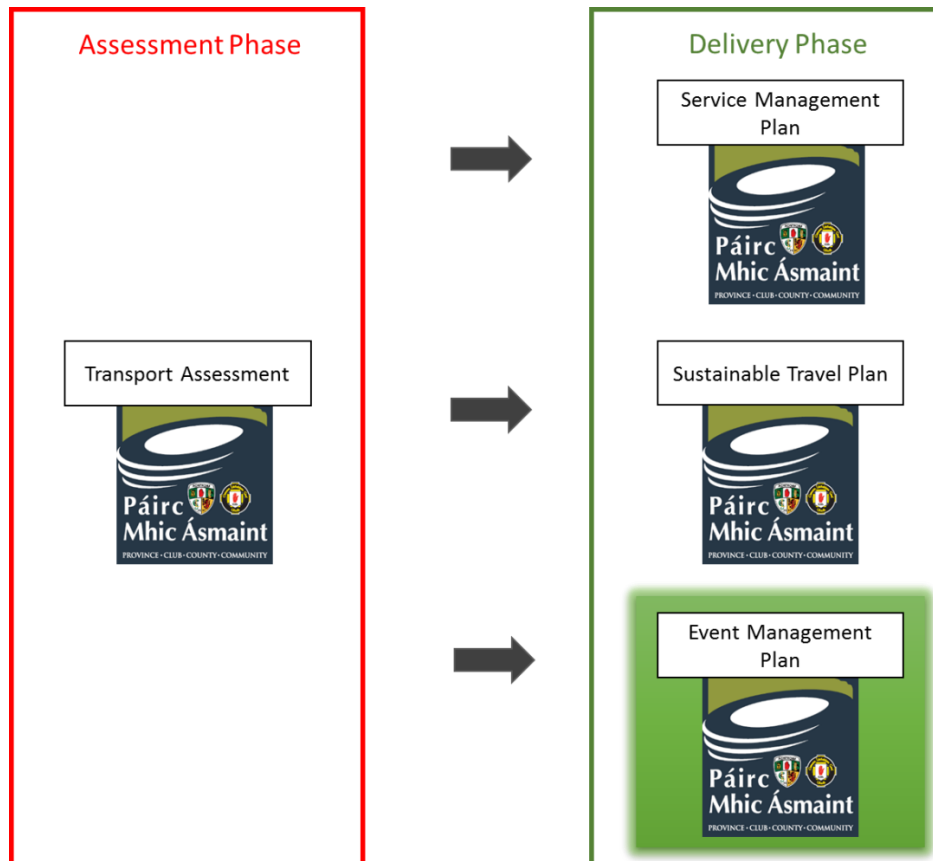 Assessment Phase
Transport Assessment
Páirc
Mhic Ásmaint
PROVINCE • CLUB • COUNTY • COMMUNITY
Delivery Phase
Service Management
Plan
Páirc
Mhic Ásmaint
PROVINCE • CLUB • COUNTY • COMMUNITY
Sustainable Travel Plan
Páirc
Mhic Ásmaint
PROVINCE • CLUB • COUNTY • COMMUNITY
Event Management
Plan
Páirc
Mhic Ásmaint
PROVINCE • CLUB • COUNTY • COMMUNITY